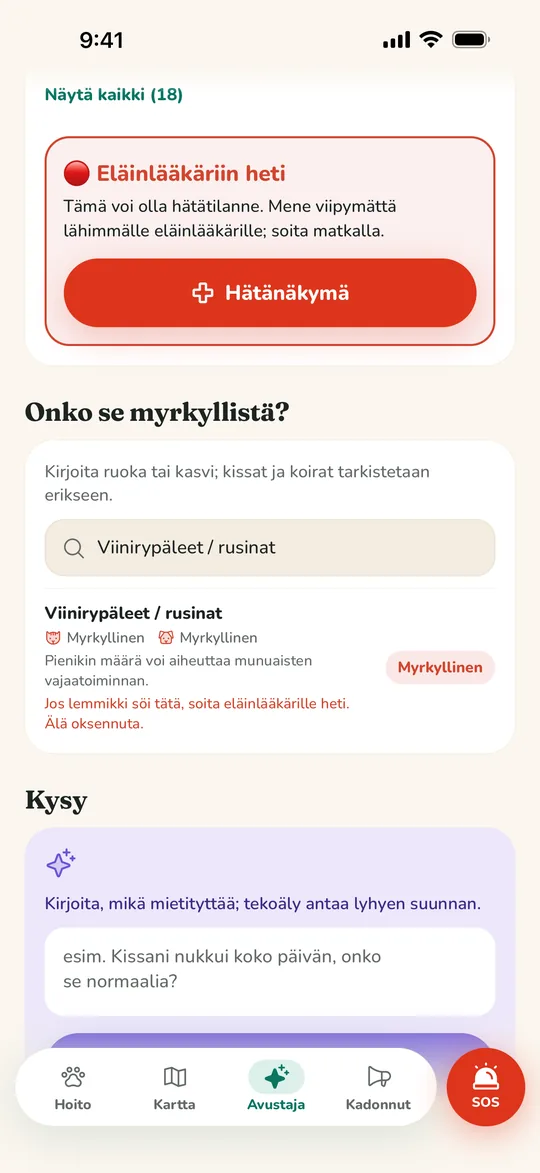 9:41
Näytä kaikki (18)
Eläinlääkäriin heti
Tämä voi olla hätätilanne. Mene viipymättä
lähimmälle eläinlääkärille; soita matkalla.
Hätänäkymä
Onko se myrkyllistä?
Kirjoita ruoka tai kasvi; kissat ja koirat tarkistetaan
erikseen.
Viinirypäleet / rusinat
Viinirypäleet / rusinat
Myrkyllinen Myrkyllinen
Pienikin määrä voi aiheuttaa munuaisten
vajaatoiminnan.
Myrkyllinen
Jos lemmikki söi tätä, soita eläinlääkärille heti.
Älä oksennuta.
Kysy
Kirjoita, mikä mietityttää; tekoäly antaa lyhyen suunnan.
esim. Kissani nukkui koko päivän, onko
se normaalia?
Hoito Kartta Avustaja Kadonnut SOS